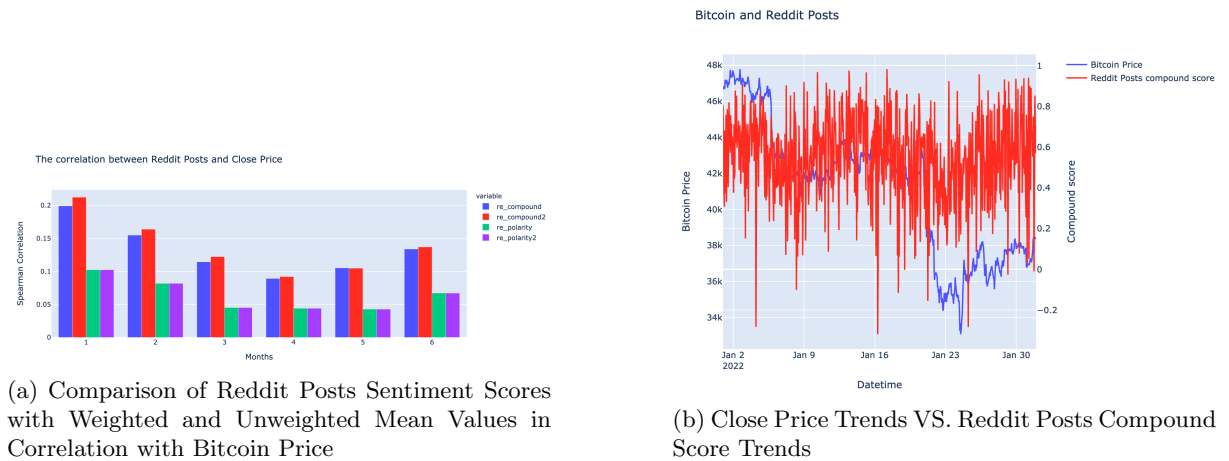 The correlation between Reddit Posts and Close Price
Spearman Correlation
0.2
0.15
0.1
0.05
0
1 2 3 4 5 6
Months
variable
re_compound
re_compound2
re_polarity
re_polarity2
(a) Comparison of Reddit Posts Sentiment Scores
with Weighted and Unweighted Mean Values in
Correlation with Bitcoin Price
Bitcoin and Reddit Posts
Bitcoin Price
48k
46k
44k
42k
40k
38k
36k
34k
Jan 2 Jan 9 Jan 16 Jan 23 Jan 30
2022
Datetime
1
0.8
0.6
0.4
0.2
0
−0.2
Compound score
Bitcoin Price
Reddit Posts compound score
(b) Close Price Trends VS. Reddit Posts Compound
Score Trends